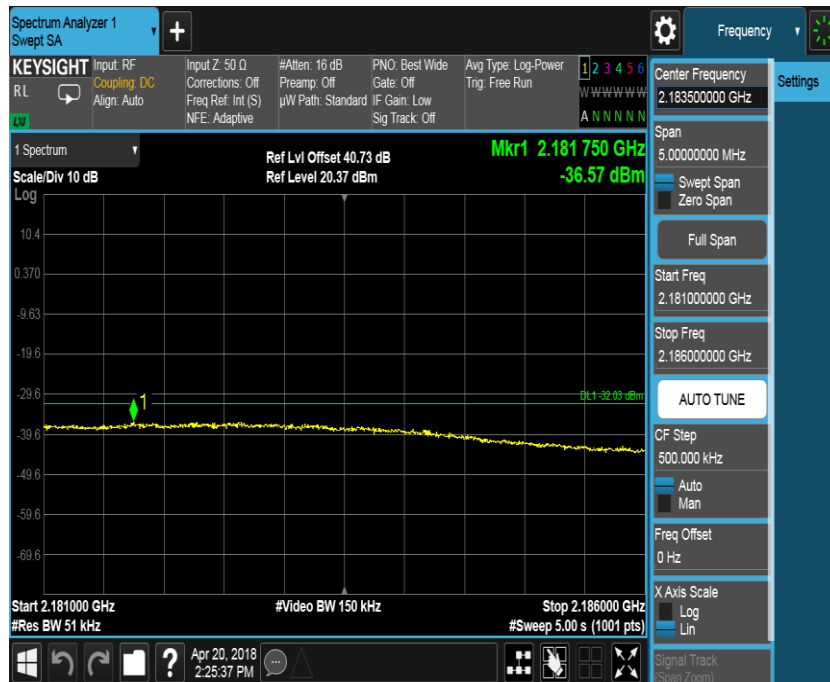 Spectrum Analyzer 1
Swept SA
+
Frequency
KEYSIGHT
RL
LXI
Input: RF
Coupling: DC
Align: Auto
Input Z: 50 Ω
Corrections: Off
Freq Ref: Int (S)
NFE: Adaptive
#Atten: 16 dB
Preamp: Off
µW Path: Standard
PNO: Best Wide
Gate: Off
IF Gain: Low
Sig Track: Off
Avg Type: Log-Power
Trig: Free Run
1 2 3 4 5 6
W W W W W W
A N N N N N
1 Spectrum
Scale/Div 10 dB
Log
Ref Lvl Offset 40.73 dB
Ref Level 20.37 dBm
Mkr1 2.181 750 GHz
-36.57 dBm
10.4
0.370
-9.63
-19.6
-29.6
-39.6
-49.6
-59.6
-69.6
1
DL1 -32.03 dBm
Start 2.181000 GHz
#Res BW 51 kHz
#Video BW 150 kHz
Stop 2.186000 GHz
#Sweep 5.00 s (1001 pts)
?
Apr 20, 2018
2:25:37 PM
Center Frequency
2.183500000 GHz
Span
5.00000000 MHz
Swept Span
Zero Span
Full Span
Start Freq
2.181000000 GHz
Stop Freq
2.186000000 GHz
AUTO TUNE
CF Step
500.000 kHz
Auto
Man
Freq Offset
0 Hz
X Axis Scale
Log
Lin
Signal Track
(Span Zoom)
Settings